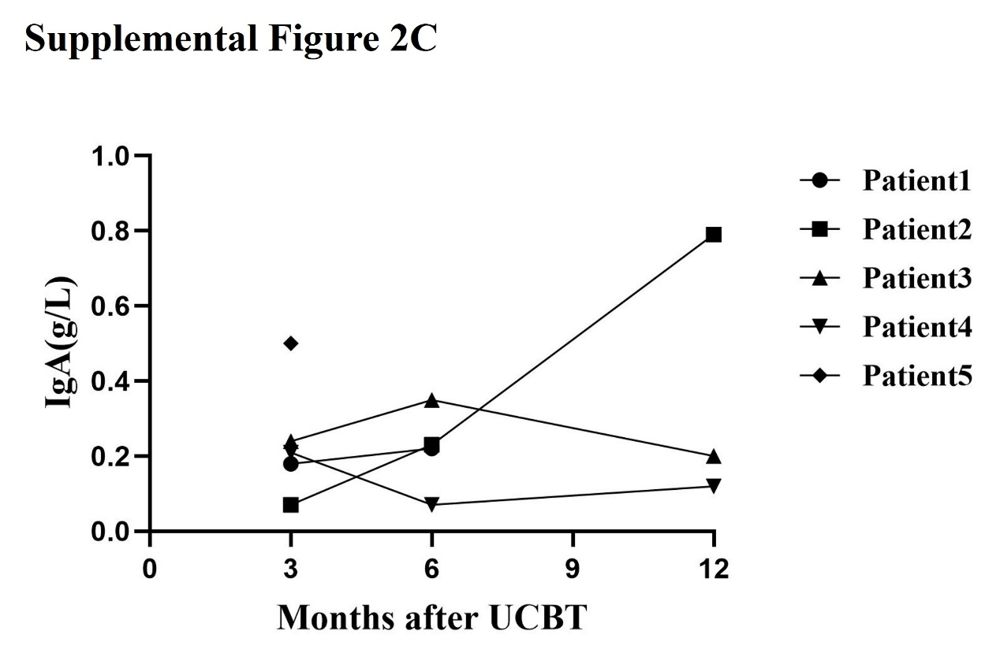 Supplemental Figure 2C
1.0
0.8
0.6
0.4
0.2
0.0
IgA(g/L)
0 3 6 9 12
Months after UCBT
Patient1
Patient2
Patient3
Patient4
Patient5